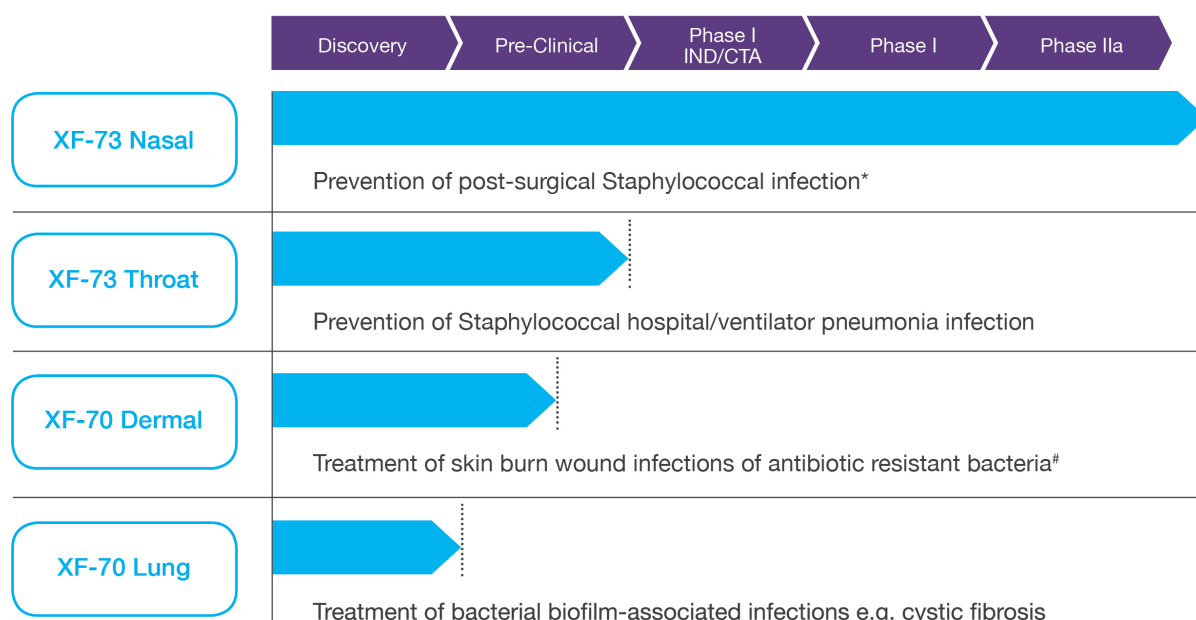 Discovery
Pre-Clinical
Phase I
IND/CTA
Phase I
Phase IIa
XF-73 Nasal
Prevention of post-surgical Staphylococcal infection*
XF-73 Throat
Prevention of Staphylococcal hospital/ventilator pneumonia infection
XF-70 Dermal
Treatment of skin burn wound infections of antibiotic resistant bacteria#
XF-70 Lung
Treatment of bacterial biofilm-associated infections e.g. cystic fibrosis